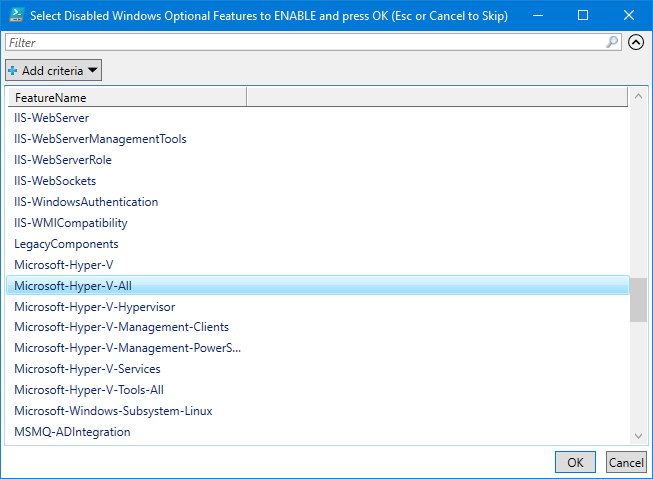 Select Disabled Windows Optional Features to ENABLE and press OK (Esc or Cancel to Skip)
Filter
Add criteria
FeatureName
IIS-WebServer
IIS-WebServerManagementTools
IIS-WebServerRole
IIS-WebSockets
IIS-WindowsAuthentication
IIS-WMICompatibility
LegacyComponents
Microsoft-Hyper-V
Microsoft-Hyper-V-All
Microsoft-Hyper-V-Hypervisor
Microsoft-Hyper-V-Management-Clients
Microsoft-Hyper-V-Management-PowerS...
Microsoft-Hyper-V-Services
Microsoft-Hyper-V-Tools-All
Microsoft-Windows-Subsystem-Linux
MSMQ-ADIntegration
OK Cancel